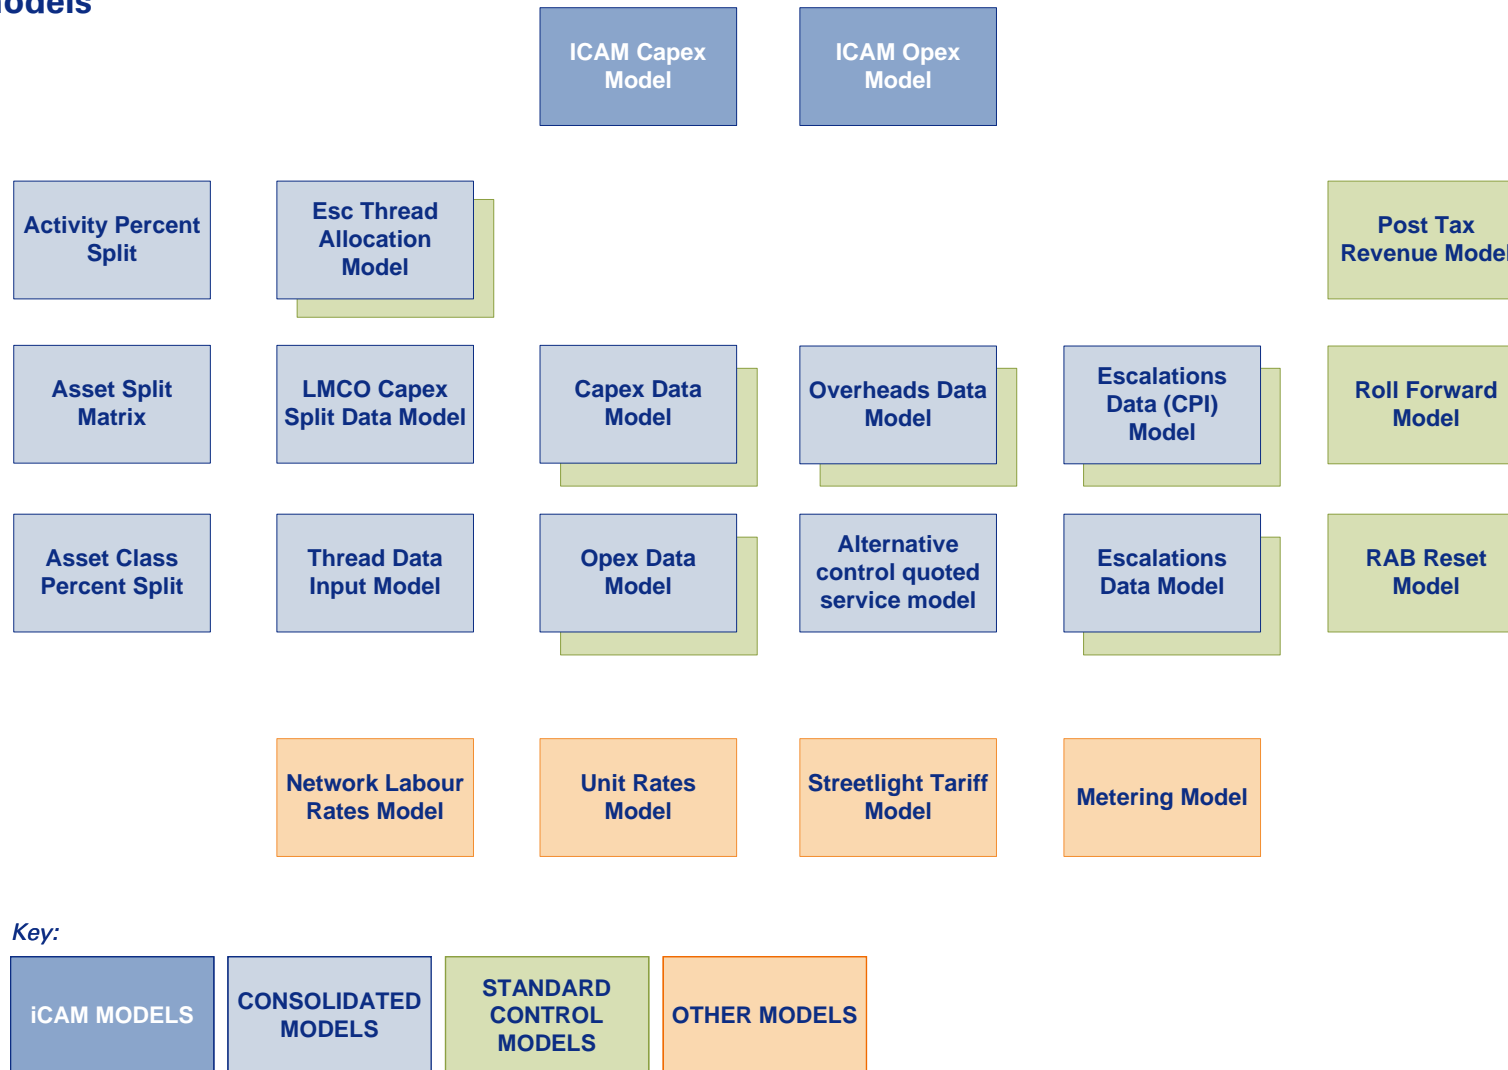 odels
ICAM Capex
Model
ICAM Opex
Model
Activity Percent
Split
Esc Thread
Allocation
Model
Post Tax
Revenue Model
Asset Split
Matrix
LMCO Capex
Split Data Model
Capex Data
Model
Overheads Data
Model
Escalations
Data (CPI)
Model
Roll Forward
Model
Asset Class
Percent Split
Thread Data
Input Model
Opex Data
Model
Alternative
control quoted
service model
Escalations
Data Model
RAB Reset
Model
Network Labour
Rates Model
Unit Rates
Model
Streetlight Tariff
Model
Metering Model
Key:
iCAM MODELS
CONSOLIDATED
MODELS
STANDARD
CONTROL
MODELS
OTHER MODELS